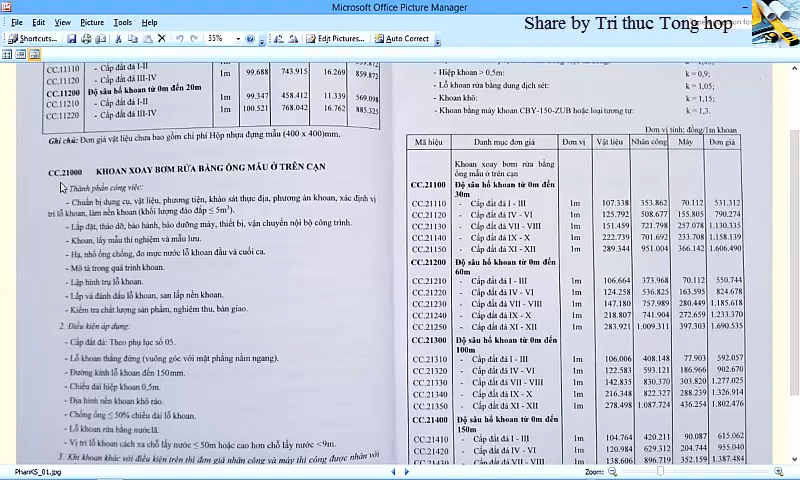 Microsoft Office Picture Manager
File Edit View Picture Tools Help
Share by Tri thuc Tong hop
Shortcuts... 35% Edit Pictures... Auto Correct
CC.11110 - Cấp đất đá I-II 1m 99.688 743.915 16.269 859.872
CC.11120 - Cấp đất đá III-IV
CC.11200 Độ sâu hố khoan từ 0m đến 20m
CC.11210 - Cấp đất đá I-II 1m 99.347 458.412 11.339 569.098
CC.11220 - Cấp đất đá III-IV 1m 100.521 768.042 16.762 885.325
Ghi chú: Đơn giá vật liệu chưa bao gồm chi phí Hộp nhựa đựng mẫu (400 x 400)mm.
CC.21000 KHOAN XOAY BƠM RỬA BẰNG ỐNG MẪU Ở TRÊN CẠN
Thành phần công việc:
- Chuẩn bị dụng cụ, vật liệu, phương tiện, khảo sát thực địa, phương án khoan, xác định vị
trí lỗ khoan, làm nền khoan (khối lượng đào đắp ≤ 5m³).
- Lắp đặt, tháo dỡ, bảo hành, bảo dưỡng máy, thiết bị, vận chuyển nội bộ công trình.
- Khoan, lấy mẫu thí nghiệm và mẫu lưu.
- Hạ, nhổ ống chống, đo mực nước lỗ khoan đầu và cuối ca.
- Mô tả trong quá trình khoan.
- Lập hình trụ lỗ khoan.
- Lấp và đánh dấu lỗ khoan, san lấp nền khoan.
- Kiểm tra chất lượng sản phẩm, nghiệm thu, bàn giao.
2. Điều kiện áp dụng:
- Cấp đất đá: Theo phụ lục số 05.
- Lỗ khoan thẳng đứng (vuông góc với mặt phẳng nằm ngang).
- Đường kính lỗ khoan đến 150mm.
- Chiều dài hiệp khoan 0,5m.
- Địa hình nền khoan khô ráo.
- Chống ống ≤ 50% chiều dài lỗ khoan.
- Lỗ khoan rửa bằng nước lã.
- Vị trí lỗ khoan cách xa chỗ lấy nước ≤ 50m hoặc cao hơn chỗ lấy nước <9m.
3. Khi khoan khác với điều kiện trên thì đơn giá nhân công và máy thi công được nhân với
- Hiệp khoan > 0,5m: k = 0,9;
- Lỗ khoan rửa bằng dung dịch sét: k = 1,05;
- Khoan khô: k = 1,15;
- Khoan bằng máy khoan CBY-150-ZUB hoặc loại tương tự: k = 1,3.
Đơn vị tính: đồng/1m khoan
Mã hiệu Danh mục đơn giá Đơn vị Vật liệu Nhân công Máy Đơn giá
Khoan xoay bơm rửa bằng
ống mẫu ở trên cạn
CC.21100 Độ sâu hố khoan từ 0m đến
30m
CC.21110 - Cấp đất đá I - III 1m 107.338 353.862 70.112 531.312
CC.21120 - Cấp đất đá IV - VI 1m 125.792 508.677 155.805 790.274
CC.21130 - Cấp đất đá VII - VIII 1m 151.459 721.798 257.078 1.130.335
CC.21140 - Cấp đất đá IX - X 1m 222.739 701.692 233.708 1.158.139
CC.21150 - Cấp đất đá XI - XII 1m 289.344 951.004 366.142 1.606.490
CC.21200 Độ sâu hố khoan từ 0m đến
60m
CC.21210 - Cấp đất đá I - III 1m 106.664 373.968 70.112 550.744
CC.21220 - Cấp đất đá IV - VI 1m 124.258 536.825 163.595 824.678
CC.21230 - Cấp đất đá VII - VIII 1m 147.180 757.989 280.449 1.185.618
CC.21240 - Cấp đất đá IX - X 1m 218.807 741.904 272.659 1.233.370
CC.21250 - Cấp đất đá XI - XII 1m 283.921 1.009.311 397.303 1.690.535
CC.21300 Độ sâu hố khoan từ 0m đến
100m
CC.21310 - Cấp đất đá I - III 1m 106.006 408.148 77.903 592.057
CC.21320 - Cấp đất đá IV - VI 1m 122.583 593.121 186.966 902.670
CC.21330 - Cấp đất đá VII - VIII 1m 142.835 830.370 303.820 1.277.025
CC.21340 - Cấp đất đá IX - X 1m 216.348 822.327 288.239 1.326.914
CC.21350 - Cấp đất đá XI - XII 1m 278.498 1.087.724 436.254 1.802.476
CC.21400 Độ sâu hố khoan từ 0m đến
150m
CC.21410 - Cấp đất đá I - III 1m 104.764 420.211 90.087 615.062
CC.21420 - Cấp đất đá IV - VI 1m 120.984 629.312 204.744 955.040
CC.21430 - Cấp đất đá VII - VIII 1m 138.606 896.719 352.159 1.387.484
PhanKS_01.jpg Zoom: